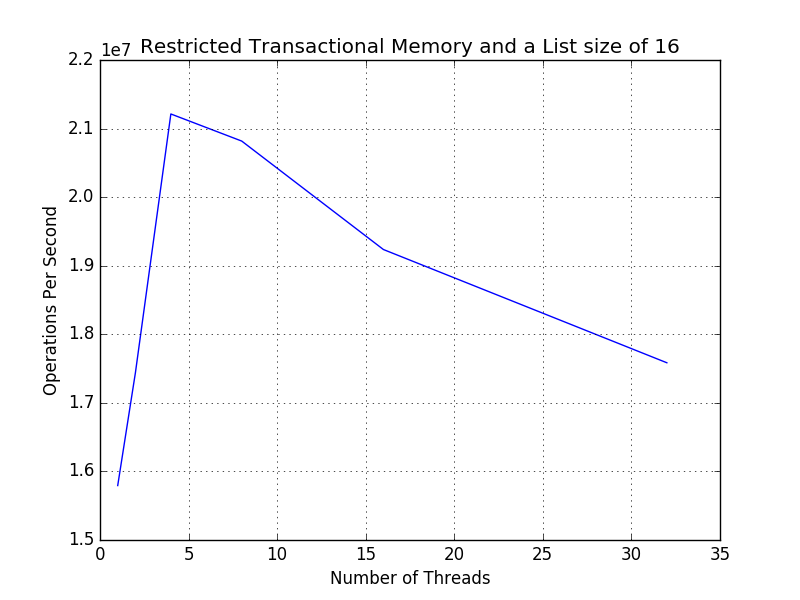 1e7 Restricted Transactional Memory and a List size of 16
2.2
2.1
2.0
1.9
1.8
1.7
1.6
1.5
Operations Per Second
0 5 10 15 20 25 30 35
Number of Threads